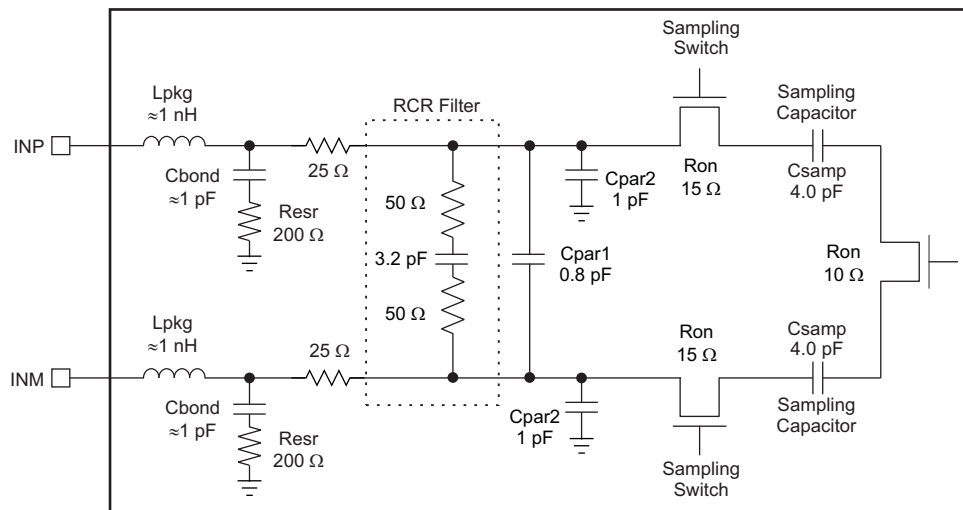 Sampling
Switch
Lpkg
≈1 nH
RCR Filter
Sampling
Capacitor
INP
25 Ω
Cbond
≈1 pF
50 Ω
Cpar2
1 pF
Ron
15 Ω
Csamp
4.0 pF
Resr
200 Ω
3.2 pF
Cpar1
0.8 pF
Ron
10 Ω
50 Ω
Lpkg
≈1 nH
25 Ω
Ron
15 Ω
Csamp
4.0 pF
INM
Cbond
≈1 pF
Cpar2
1 pF
Sampling
Capacitor
Resr
200 Ω
Sampling
Switch